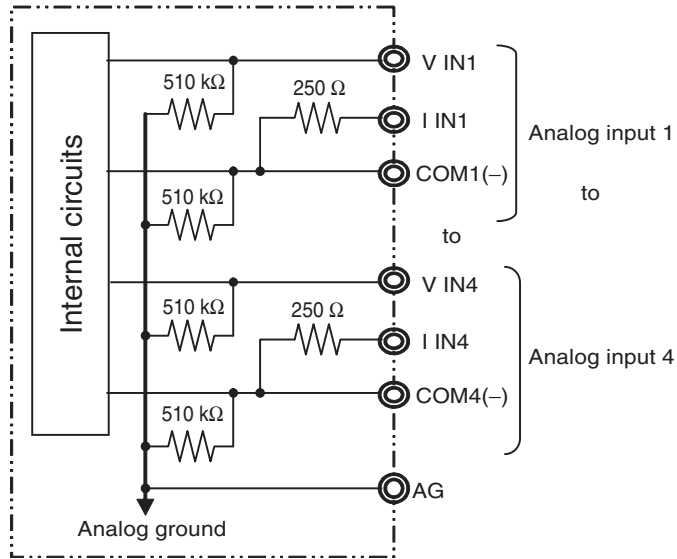 Internal circuits
510 kΩ
250 Ω
V IN1
I IN1
COM1(–)
510 kΩ
Analog input 1
to
to
510 kΩ
250 Ω
V IN4
I IN4
COM4(–)
510 kΩ
Analog input 4
AG
Analog ground